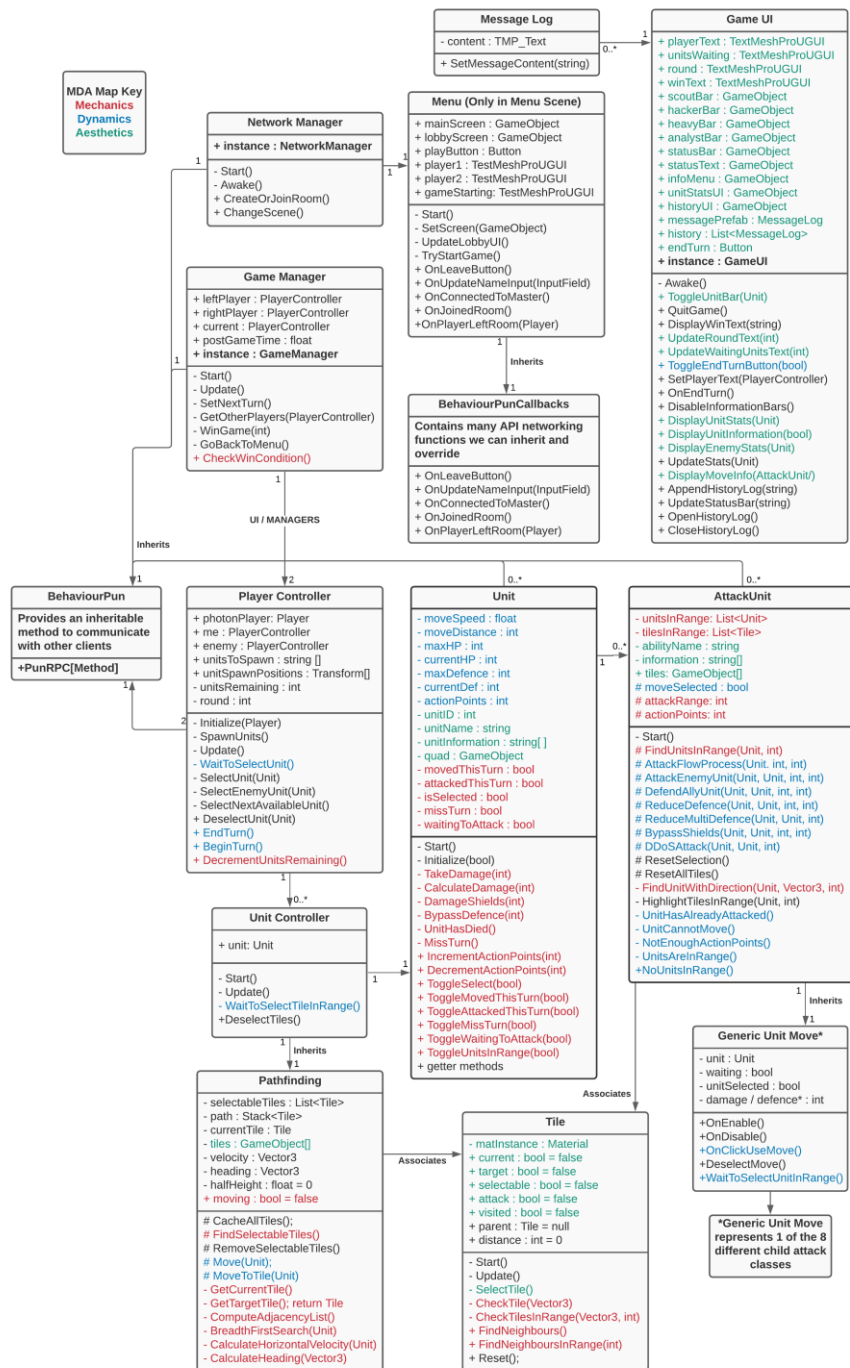 MDA Map Key
Mechanics
Dynamics
Aesthetics
Message Log
- content : TMP_Text
+ SetMessageContent(string)
1
0..*
Game UI
+ playerText : TextMeshProUGUI
+ unitsWaiting : TextMeshProUGUI
+ round : TextMeshProUGUI
+ winText : TextMeshProUGUI
+ scoutBar : GameObject
+ hackerBar : GameObject
+ heavyBar : GameObject
+ analystBar : GameObject
+ statusBar : GameObject
+ statusText : GameObject
+ infoMenu : GameObject
+ unitStatsUI : GameObject
+ historyUI : GameObject
+ messagePrefab : MessageLog
+ history : List<MessageLog>
+ endTurn : Button
+ instance : GameUI
- Awake()
+ ToggleUnitBar(Unit)
+ QuitGame()
+ DisplayWinText(string)
+ UpdateRoundText(int)
+ UpdateWaitingUnitsText(int)
+ ToggleEndTurnButton(bool)
+ SetPlayerText(PlayerController)
+ OnEndTurn()
+ DisableInformationBars()
+ DisplayUnitStats(Unit)
+ DisplayUnitInformation(bool)
+ DisplayEnemyStats(Unit)
+ UpdateStats(Unit)
+ DisplayMoveInfo(AttackUnit/)
+ AppendHistoryLog(string)
+ UpdateStatusBar(string)
+ OpenHistoryLog()
+ CloseHistoryLog()
Network Manager
+ instance : NetworkManager
- Start()
- Awake()
+ CreateOrJoinRoom()
+ ChangeScene()
1
1
1
Menu (Only in Menu Scene)
+ mainScreen : GameObject
+ lobbyScreen : GameObject
+ playButton : Button
+ player1 : TestMeshProUGUI
+ player2 : TestMeshProUGUI
+ gameStarting: TestMeshProUGUI
- Start()
- SetScreen(GameObject)
- UpdateLobbyUI()
- TryStartGame()
+ OnLeaveButton()
+ OnUpdateNameInput(InputField)
+ OnConnectedToMaster()
+ OnJoinedRoom()
+OnPlayerLeftRoom(Player)
1
Inherits
1
BehaviourPunCallbacks
Contains many API networking
functions we can inherit and
override
+ OnLeaveButton()
+ OnUpdateNameInput(InputField)
+ OnConnectedToMaster()
+ OnJoinedRoom()
+ OnPlayerLeftRoom(Player)
Game Manager
+ leftPlayer : PlayerController
+ rightPlayer : PlayerController
+ current : PlayerController
+ postGameTime : float
+ instance : GameManager
- Start()
- Update()
- SetNextTurn()
- GetOtherPlayers(PlayerController)
- WinGame(int)
- GoBackToMenu()
+ CheckWinCondition()
1
1
UI / MANAGERS
2
Inherits
1
BehaviourPun
Provides an inheritable
method to communicate
with other clients
+PunRPC[Method]
1
2
Player Controller
+ photonPlayer: Player
+ me : PlayerController
+ enemy : PlayerController
+ unitsToSpawn : string []
+ unitSpawnPositions : Transform[]
- unitsRemaining : int
- round : int
- Initialize(Player)
- SpawnUnits()
- Update()
- WaitToSelectUnit()
- SelectUnit(Unit)
- SelectEnemyUnit(Unit)
- SelectNextAvailableUnit()
+ DeselectUnit(Unit)
+ EndTurn()
+ BeginTurn()
+ DecrementUnitsRemaining()
1
0..*
Unit Controller
+ unit: Unit
- Start()
- Update()
- WaitToSelectTileInRange()
+DeselectTiles()
1
1
1
Inherits
1
Pathfinding
- selectableTiles : List<Tile>
- path : Stack<Tile>
- currentTile : Tile
- tiles : GameObject[]
- velocity : Vector3
- heading : Vector3
- halfHeight : float = 0
+ moving : bool = false
# CacheAllTiles();
# FindSelectableTiles()
# RemoveSelectableTiles()
# Move(Unit);
# MoveToTile(Unit)
- GetCurrentTile()
- GetTargetTile(); return Tile
- ComputeAdjacencyList()
- BreadthFirstSearch(Unit)
- CalculateHorizontalVelocity(Unit)
- CalculateHeading(Vector3)
0..*
Unit
- moveSpeed : float
- moveDistance : int
- maxHP : int
- currentHP : int
- maxDefence : int
- currentDef : int
- actionPoints : int
- unitID : int
- unitName : string
- unitInformation : string[ ]
- quad : GameObject
- movedThisTurn : bool
- attackedThisTurn : bool
- isSelected : bool
- missTurn : bool
- waitingToAttack : bool
- Start()
- Initialize(bool)
- TakeDamage(int)
- CalculateDamage(int)
- DamageShields(int)
- BypassDefence(int)
- UnitHasDied()
- MissTurn()
+ IncrementActionPoints(int)
+ DecrementActionPoints(int)
+ ToggleSelect(bool)
+ ToggleMovedThisTurn(bool)
+ ToggleAttackedThisTurn(bool)
+ ToggleMissTurn(bool)
+ ToggleWaitingToAttack(bool)
+ ToggleUnitsInRange(bool)
+ getter methods
1
0..*
0..*
AttackUnit
- unitsInRange: List<Unit>
- tilesInRange: List<Tile>
- abilityName : string
- information : string[]
+ tiles: GameObject[]
# moveSelected : bool
# attackRange: int
# actionPoints: int
- Start()
# FindUnitsInRange(Unit, int)
# AttackFlowProcess(Unit. int, int)
# AttackEnemyUnit(Unit, Unit, int, int)
# DefendAllyUnit(Unit, Unit, int, int)
# ReduceDefence(Unit, Unit, int, int)
# ReduceMultiDefence(Unit, int, int)
# BypassShields(Unit, Unit, int, int)
# DDoSAttack(Unit, Unit, int)
# ResetSelection()
# ResetAllTiles()
- FindUnitWithDirection(Unit, Vector3, int)
- HighlightTilesInRange(Unit, int)
- UnitHasAlreadyAttacked()
- UnitCannotMove()
- NotEnoughActionPoints()
- UnitsAreInRange()
+NoUnitsInRange()
1
Inherits
1
Generic Unit Move*
- unit : Unit
- waiting : bool
- unitSelected : bool
- damage / defence* : int
+OnEnable()
+OnDisable()
+OnClickUseMove()
+DeselectMove()
+WaitToSelectUnitInRange()
*Generic Unit Move
represents 1 of the 8
different child attack
classes
Associates
Associates
Tile
- matInstance : Material
+ current : bool = false
+ target : bool = false
+ selectable : bool = false
+ attack : bool = false
+ visited : bool = false
+ parent : Tile = null
+ distance : int = 0
- Start()
- Update()
- SelectTile()
- CheckTile(Vector3)
- CheckTilesInRange(Vector3, int)
+ FindNeighbours()
+ FindNeighboursInRange(int)
+ Reset();